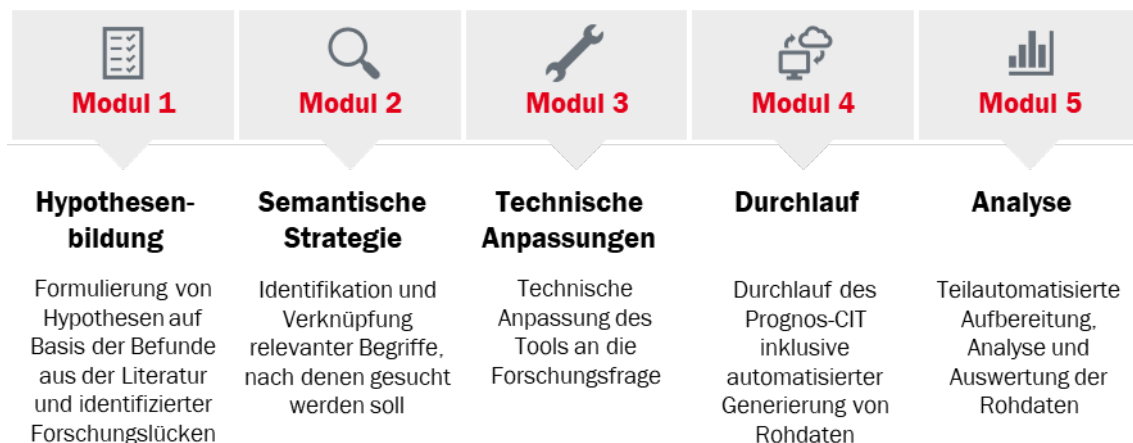 Modul 1
Modul 2
Modul 3
Modul 4
Modul 5
Hypothesen-
bildung
Formulierung von
Hypothesen auf
Basis der Befunde
aus der Literatur
und identifizierter
Forschungslücken
Semantische
Strategie
Identifikation und
Verknüpfung
relevanter Begriffe,
nach denen gesucht
werden soll
Technische
Anpassungen
Technische
Anpassung des
Tools an die
Forschungsfrage
Durchlauf
Durchlauf des
Prognos-CIT
inklusive
automatisierter
Generierung von
Rohdaten
Analyse
Teilautomatisierte
Aufbereitung,
Analyse und
Auswertung der
Rohdaten